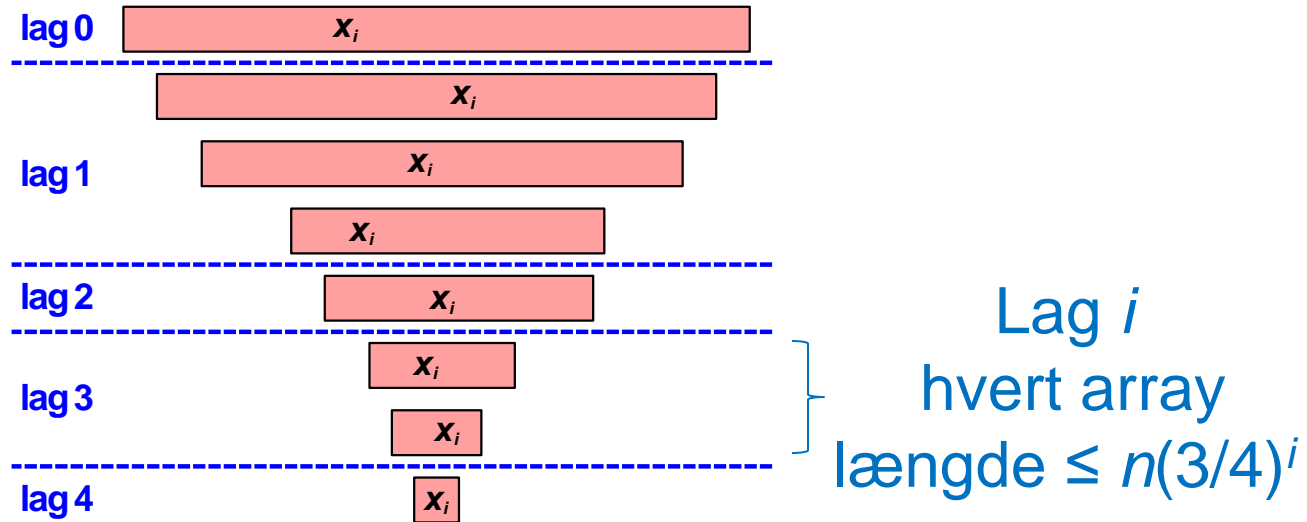 lag 0
x_i
x_i
lag 1
x_i
x_i
lag 2
x_i
lag 3
x_i
x_i
lag 4
x_i
Lag i
hvert array
længde ≤ n(3/4)^i